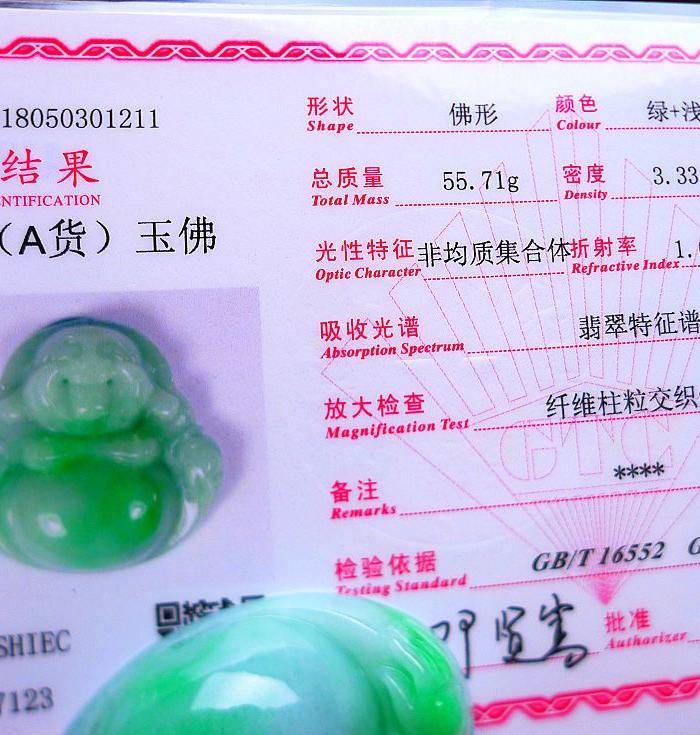 18050301211
结果
NTIFICATION
（A货）玉佛
形状 佛形 颜色 绿+浅
Shape Colour
总质量 55.71g 密度 3.33
Total Mass Density
光性特征 非均质集合体 折射率 1.
Optic Character Refractive Index
吸收光谱 翡翠特征谱
Absorption Spectrum
放大检查 纤维柱粒交织
Magnification Test
GTC
备注 ****
Remarks
检验依据 GB/T 16552 G
Testing Standard
批准
Authorizer
SHIEC
7123